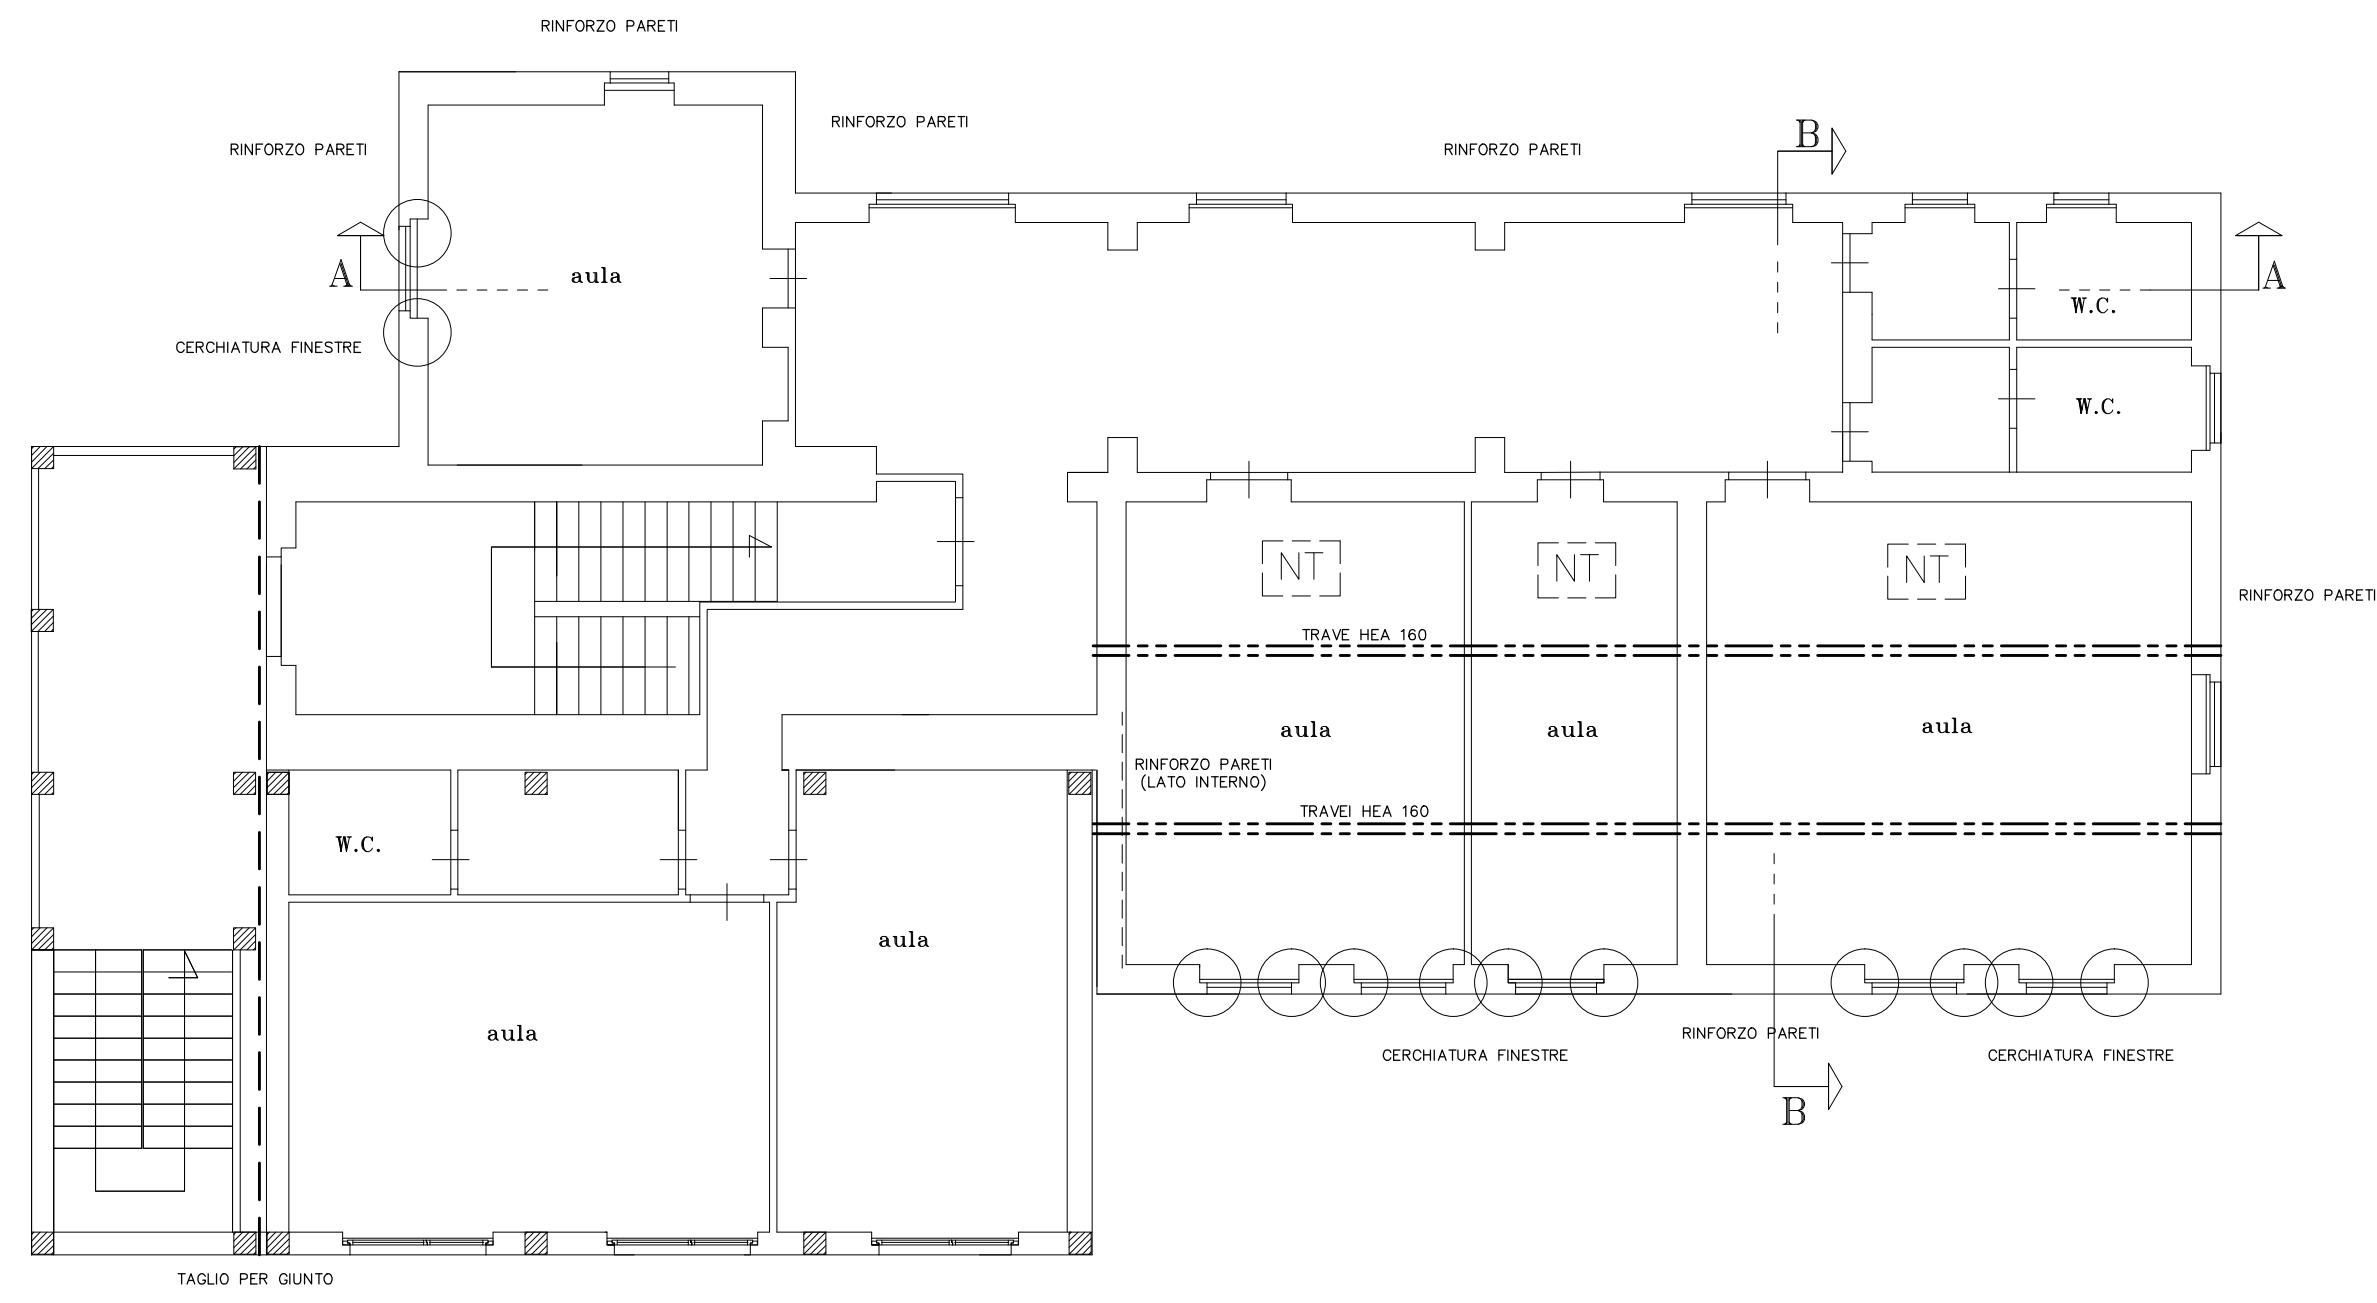 RINFORZO PARETI
RINFORZO PARETI
B
RINFORZO PARETI
RINFORZO PARETI
A
aula
A
W.C.
CERCHIATURA FINESTRE
W.C.
NT
NT
NT
RINFORZO PARETI
TRAVE HEA 160
aula
aula
aula
RINFORZO PARETI
(LATO INTERNO)
TRAVEI HEA 160
W.C.
aula
aula
RINFORZO PARETI
CERCHIATURA FINESTRE
CERCHIATURA FINESTRE
B
TAGLIO PER GIUNTO